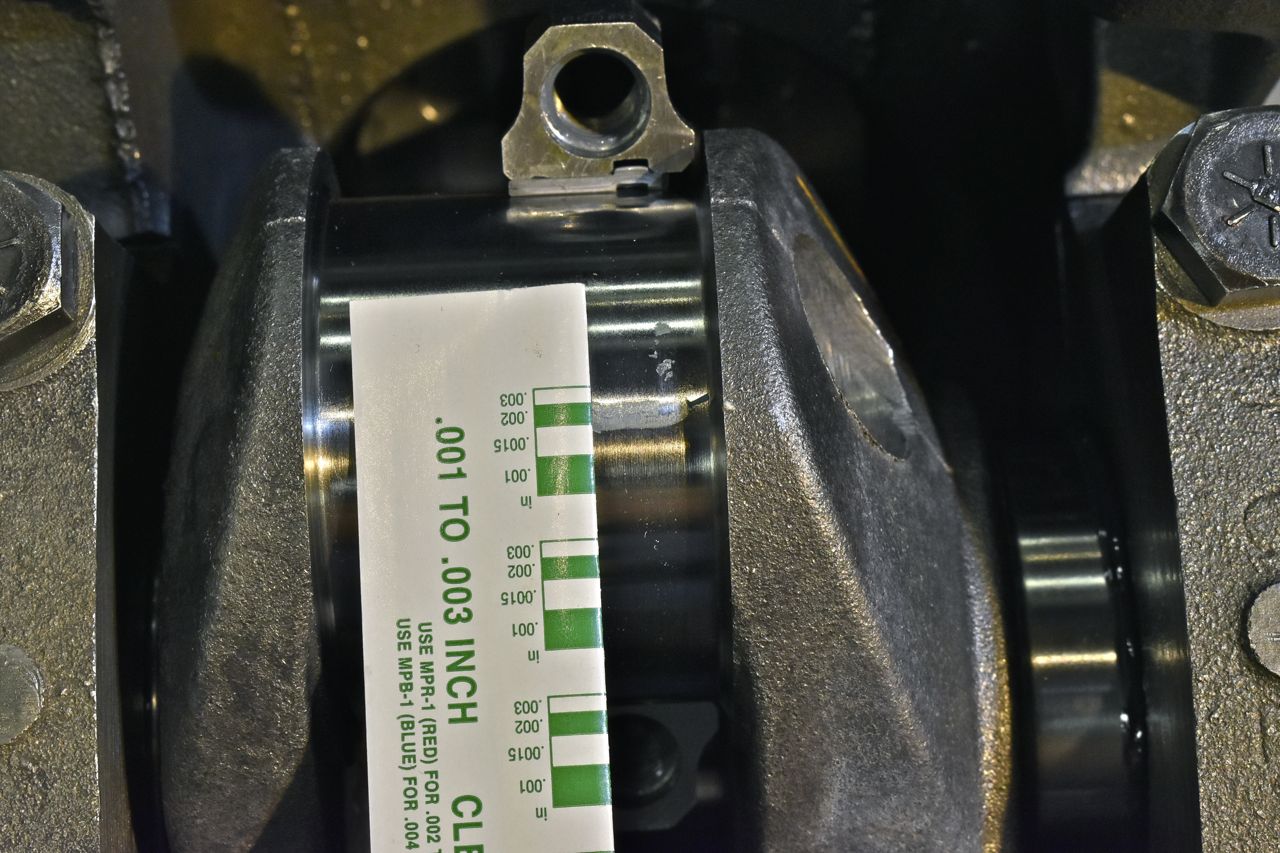 .003
.002
.0015
.001
in
.003
.002
.0015
.001
in
.003
.002
.0015
.001
in
*.001 TO .003 INCH CLE
USE MPR-1 (RED) FOR .002
USE MPB-1 (BLUE) FOR .004